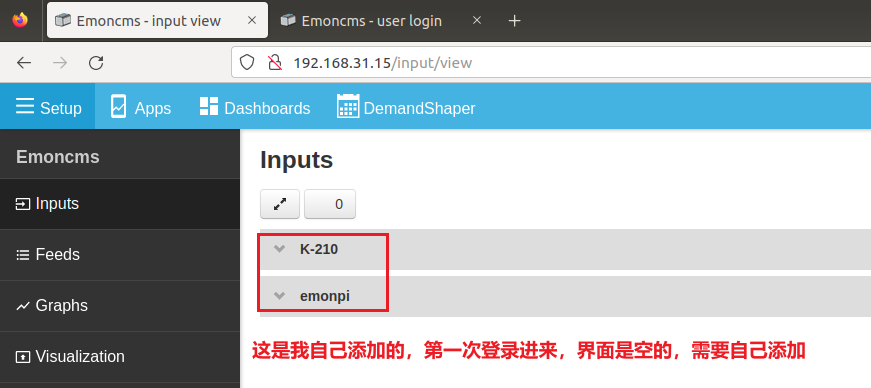 Emoncms - input view
Emoncms - user login
192.168.31.15/input/view
Setup
Apps
Dashboards
DemandShaper
Emoncms
Inputs
Feeds
Graphs
Visualization
Inputs
0
K-210
emonpi
这是我自己添加的，第一次登录进来，界面是空的，需要自己添加